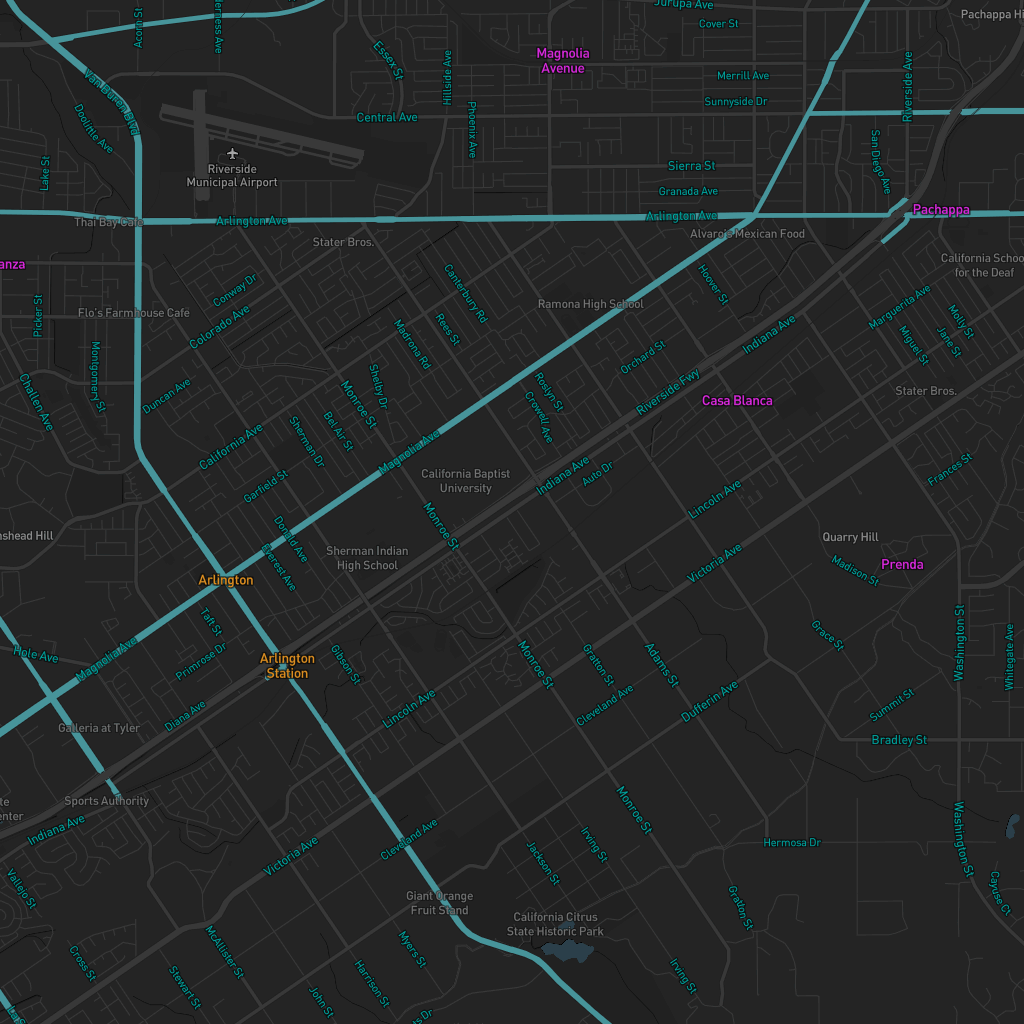 Jurupa Ave
Cover St
Pachappa
Acorn St
Essex St
Hillside Ave
Magnolia
Avenue
Merrill Ave
Riverside Ave
Van Buren Blvd
Doolittle Ave
Central Ave
Phoenix Ave
Sunnyside Dr
San Diego Ave
Lake St
Riverside
Municipal Airport
Sierra St
Granada Ave
Thai Bay Cafe
Arlington Ave
Arlington Ave
Pachappa
Stater Bros.
Alvaro's Mexican Food
California
for the Deaf
Conway Dr
Canterbury Rd
Hoover St
Picker St
Flo's Farmhouse Café
Colorado Ave
Ramona High School
Marguerita Ave
Molly St
Rees St
Madrona Rd
Indiana Ave
Miguel St
Jane St
Montgomery St
Orchard St
Challen Ave
Duncan Ave
Shelby Dr
Monroe St
Roslyn St
Riverside Fwy
Casa Blanca
Stater Bros.
Crowell Ave
Bel Air St
Sherman Dr
California Ave
Magnolia Ave
Garfield St
California Baptist
University
Indiana Ave
Auto Dr
Lincoln Ave
Frances St
Donald Ave
Monroe St
Hill
Quarry Hill
Everest Ave
Sherman Indian
High School
Victoria Ave
Madison St
Prenda
Arlington
Taft St
Grace St
Washington St
Whitegate Ave
Hole Ave
Magnolia Ave
Primrose Dr
Arlington
Station
Gibson St
Monroe St
Gratton St
Adams St
Diana Ave
Lincoln Ave
Cleveland Ave
Dufferin Ave
Summit St
Galleria at Tyler
Bradley St
Sports Authority
Indiana Ave
Monroe St
Victoria Ave
Cleveland Ave
Irving St
Jackson St
Hermosa Dr
Washington St
Vallejo St
Giant Orange
Fruit Stand
California Citrus
State Historic Park
Gratton St
Cayuse Ct
Cross St
McAllister St
Stewart St
Myers St
Harrison St
John St
Irving St
Dr